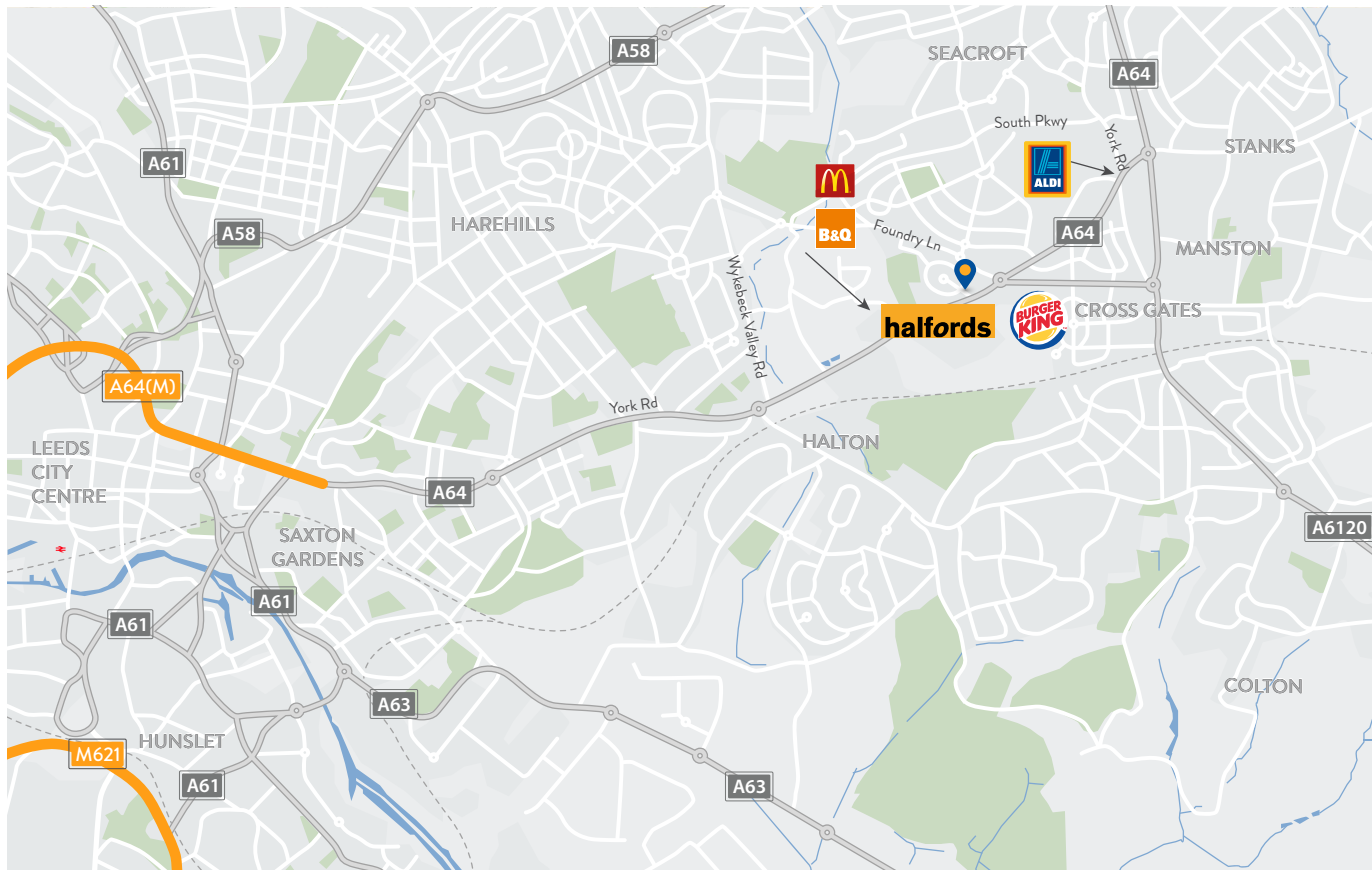 A58
SEACROFT
A64
South Pkwy
York Rd
STANKS
A61
ALDI
B&Q
HAREHILLS
A58
Foundry Ln
A64
MANSTON
Wykebeck Valley Rd
halfords
BURGER
KING
CROSS GATES
A64(M)
York Rd
LEEDS
CITY
CENTRE
HALTON
A64
SAXTON
GARDENS
A6120
A61
A61
A63
COLTON
HUNSLET
M621
A61
A63